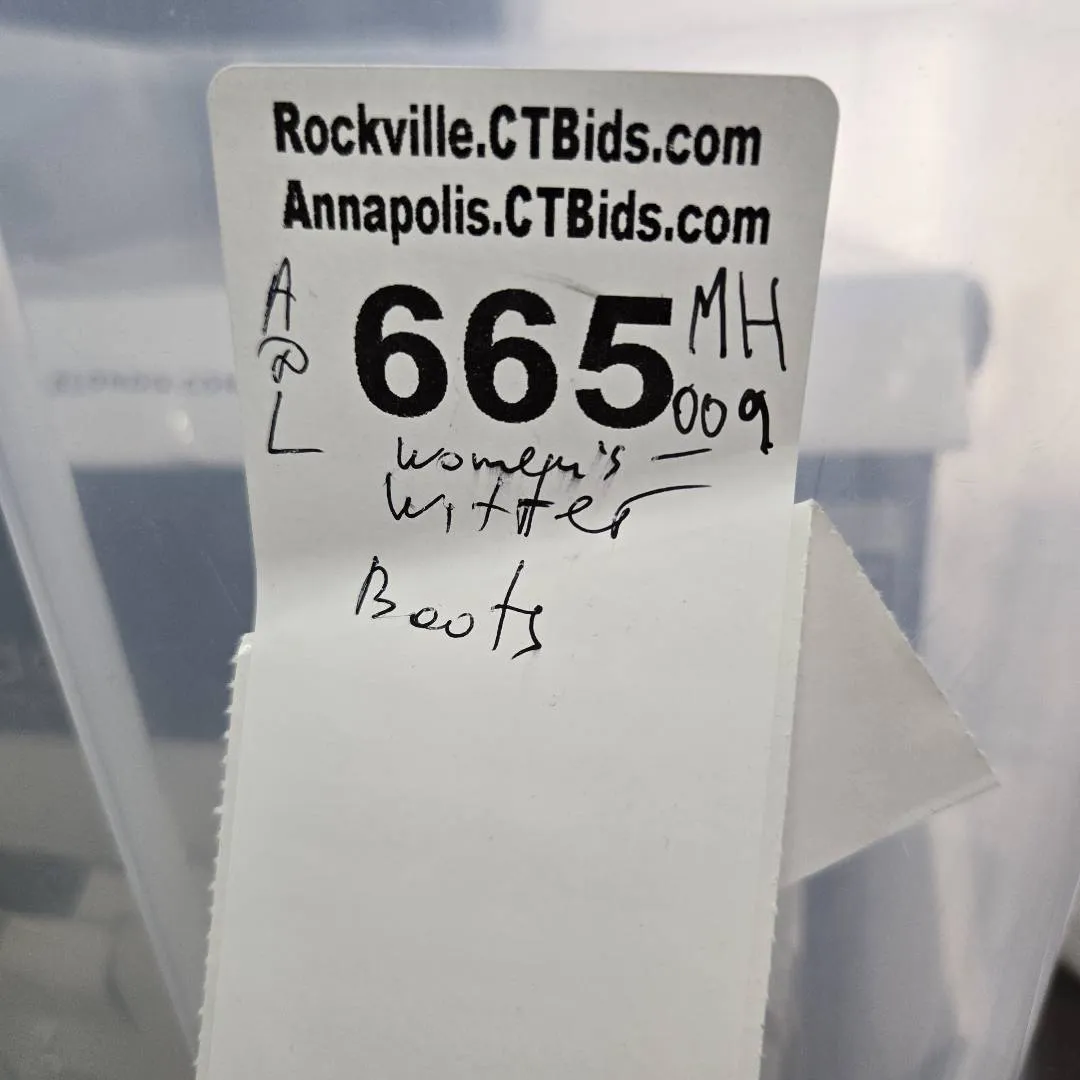 Rockville.CTBids.com
Annapolis.CTBids.com
A
L
665
MH
009
women's
Boots